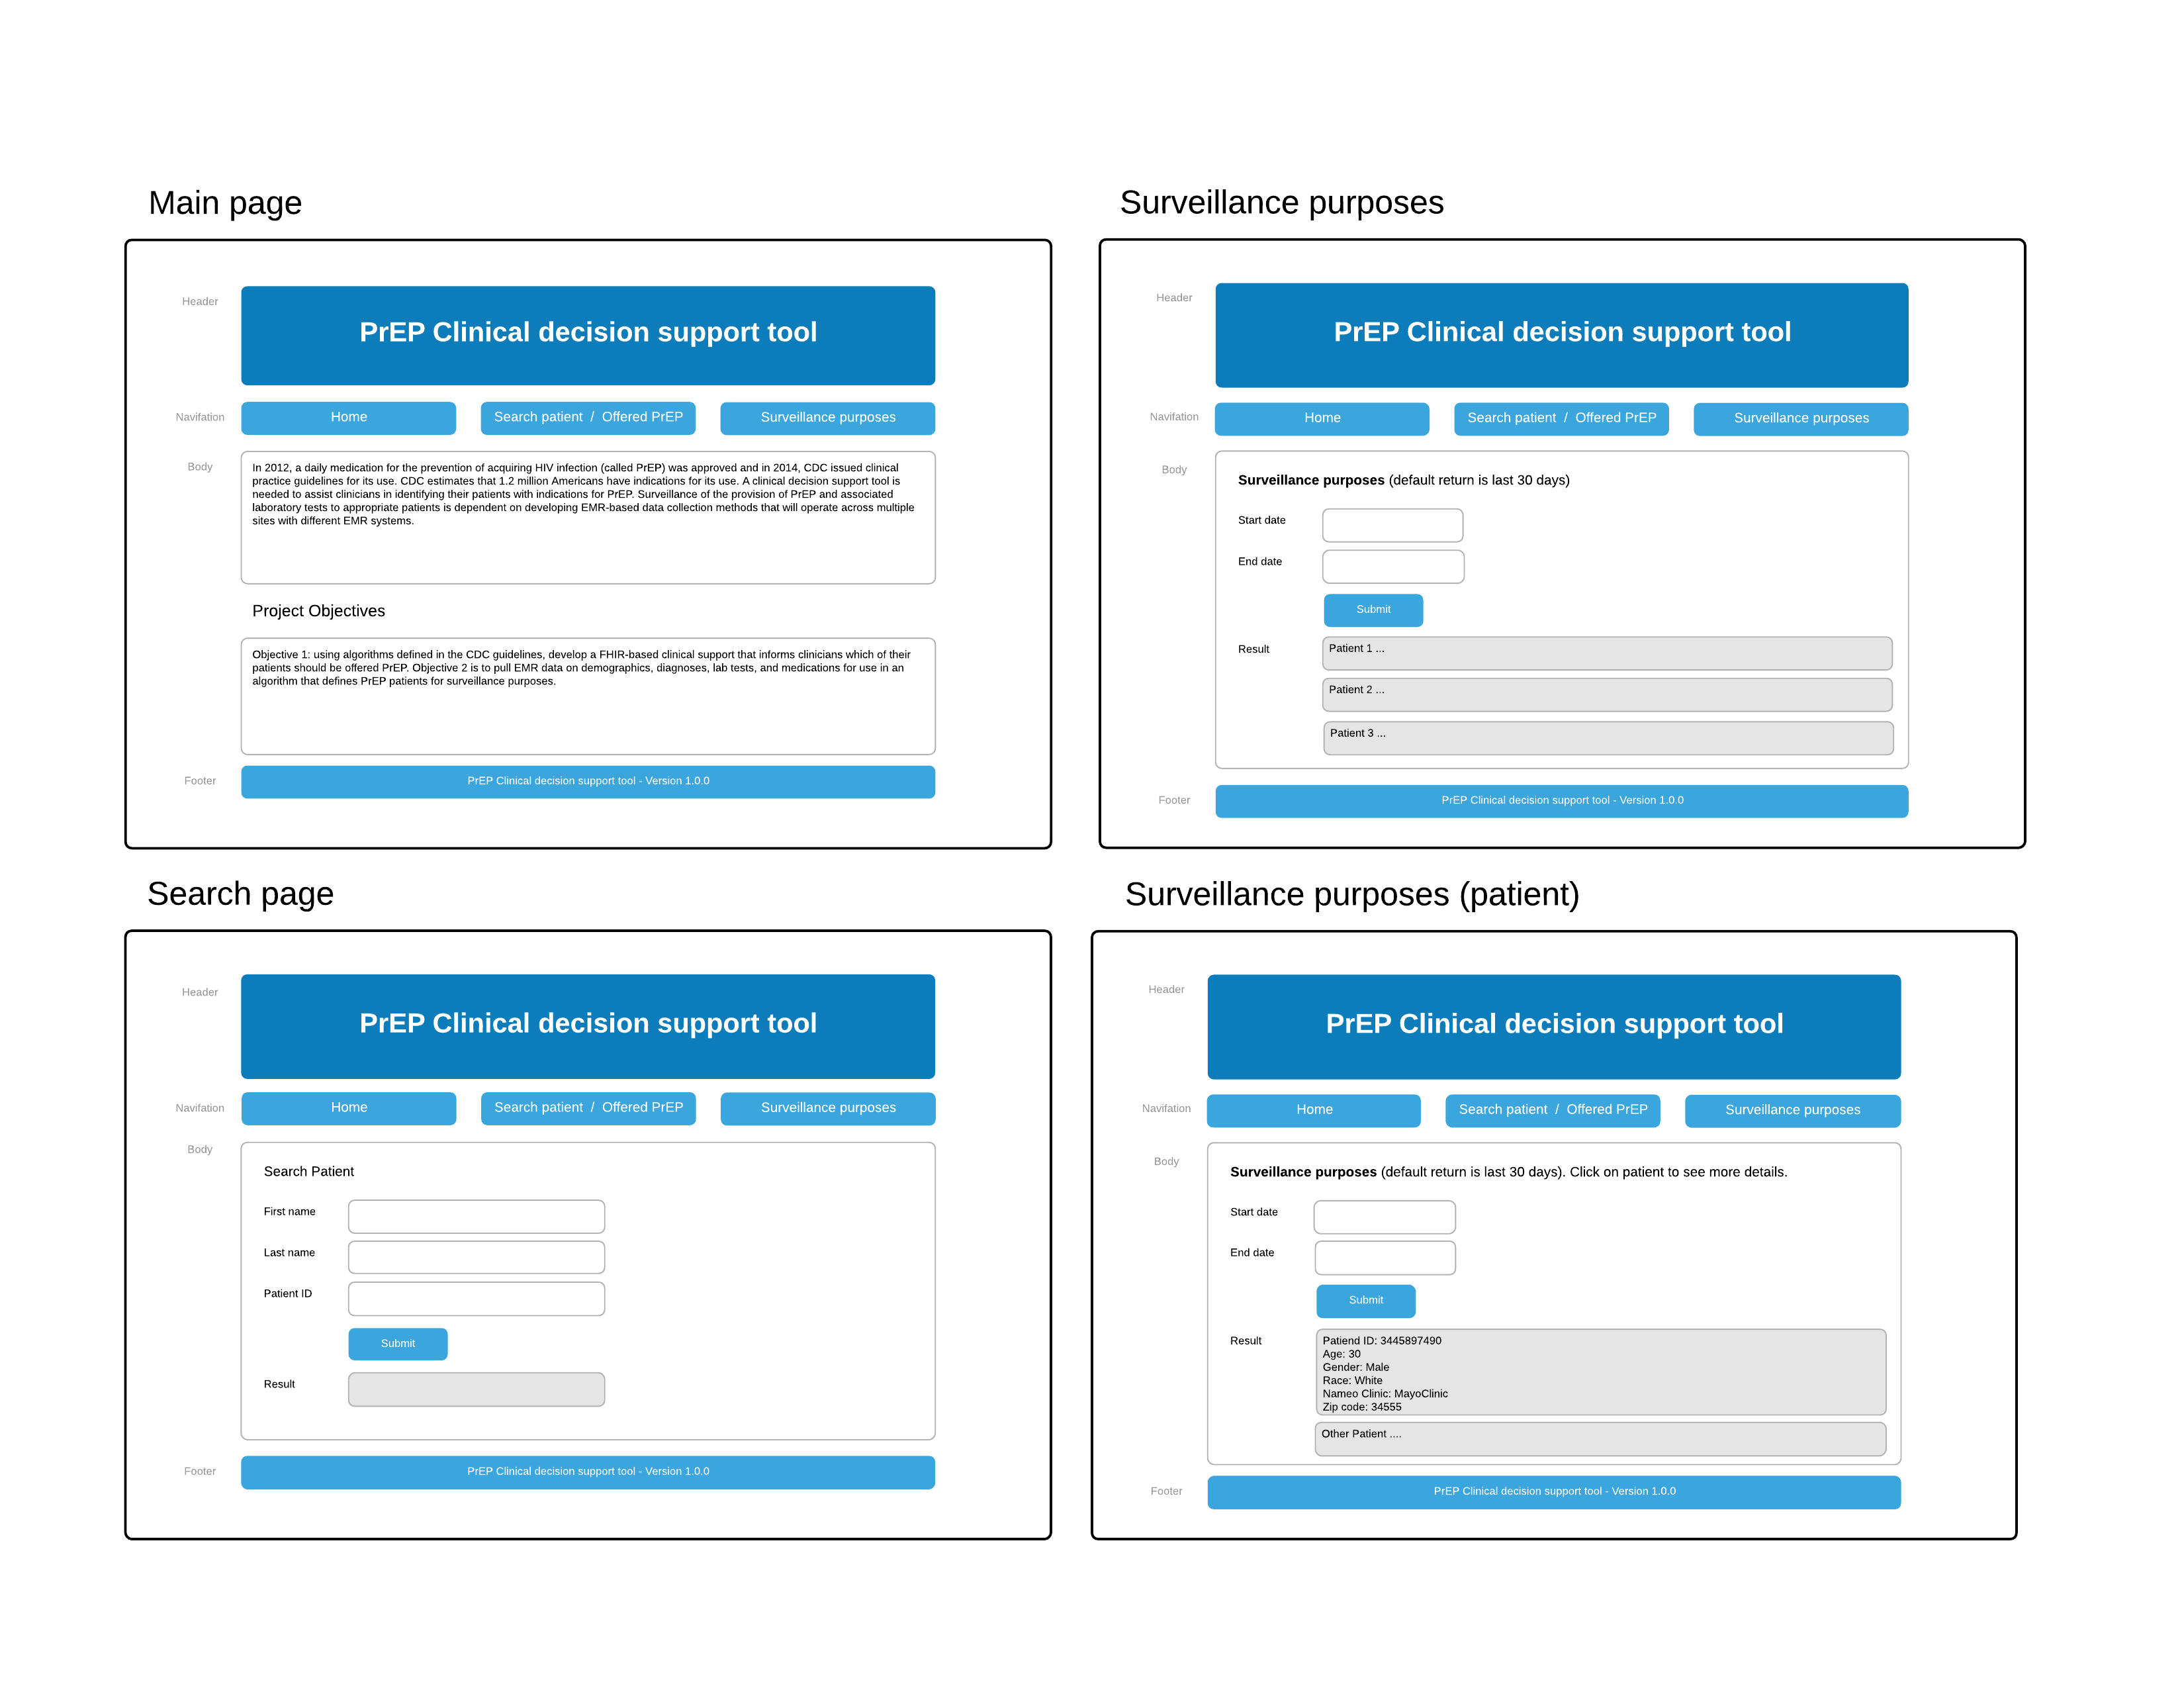 Main page
Header
PrEP Clinical decision support tool
Navifation
Home
Search patient / Offered PrEP
Surveillance purposes
Body
In 2012, a daily medication for the prevention of acquiring HIV infection (called PrEP) was approved and in 2014, CDC issued clinical
practice guidelines for its use. CDC estimates that 1.2 million Americans have indications for its use. A clinical decision support tool is
needed to assist clinicians in identifying their patients with indications for PrEP. Surveillance of the provision of PrEP and associated
laboratory tests to appropriate patients is dependent on developing EMR-based data collection methods that will operate across multiple
sites with different EMR systems.
Project Objectives
Objective 1: using algorithms defined in the CDC guidelines, develop a FHIR-based clinical support that informs clinicians which of their
patients should be offered PrEP. Objective 2 is to pull EMR data on demographics, diagnoses, lab tests, and medications for use in an
algorithm that defines PrEP patients for surveillance purposes.
Footer
PrEP Clinical decision support tool - Version 1.0.0
Surveillance purposes
Header
PrEP Clinical decision support tool
Navifation
Home
Search patient / Offered PrEP
Surveillance purposes
Body
Surveillance purposes (default return is last 30 days)
Start date
End date
Submit
Result
Patient 1 ...
Patient 2 ...
Patient 3 ...
Footer
PrEP Clinical decision support tool - Version 1.0.0
Search page
Header
PrEP Clinical decision support tool
Navifation
Home
Search patient / Offered PrEP
Surveillance purposes
Body
Search Patient
First name
Last name
Patient ID
Submit
Result
Footer
PrEP Clinical decision support tool - Version 1.0.0
Surveillance purposes (patient)
Header
PrEP Clinical decision support tool
Navifation
Home
Search patient / Offered PrEP
Surveillance purposes
Body
Surveillance purposes (default return is last 30 days). Click on patient to see more details.
Start date
End date
Submit
Result
Patiend ID: 3445897490
Age: 30
Gender: Male
Race: White
Nameo Clinic: MayoClinic
Zip code: 34555
Other Patient ....
Footer
PrEP Clinical decision support tool - Version 1.0.0